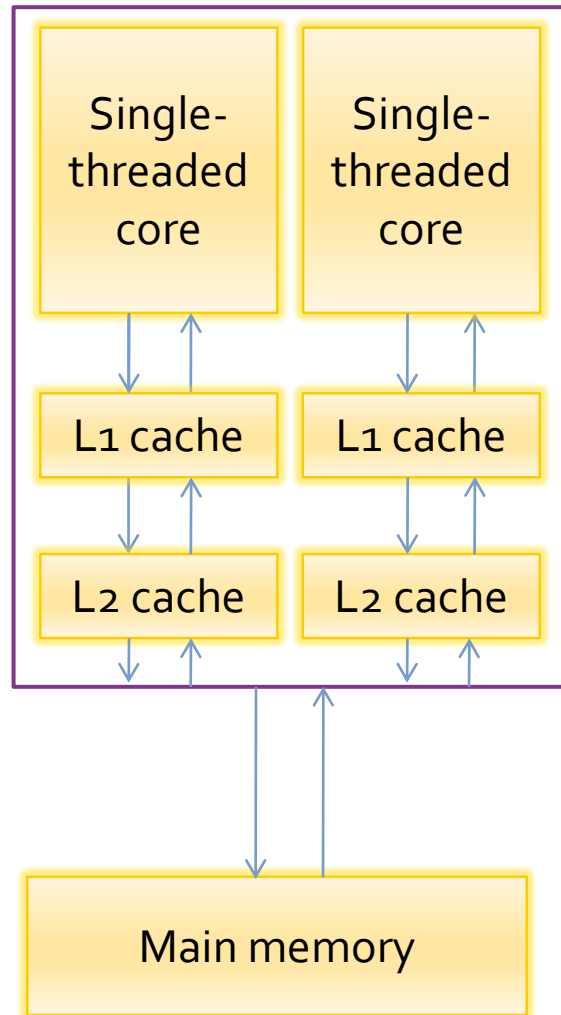 Single-
threaded
core
Single-
threaded
core
L1 cache
L1 cache
L2 cache
L2 cache
Main memory